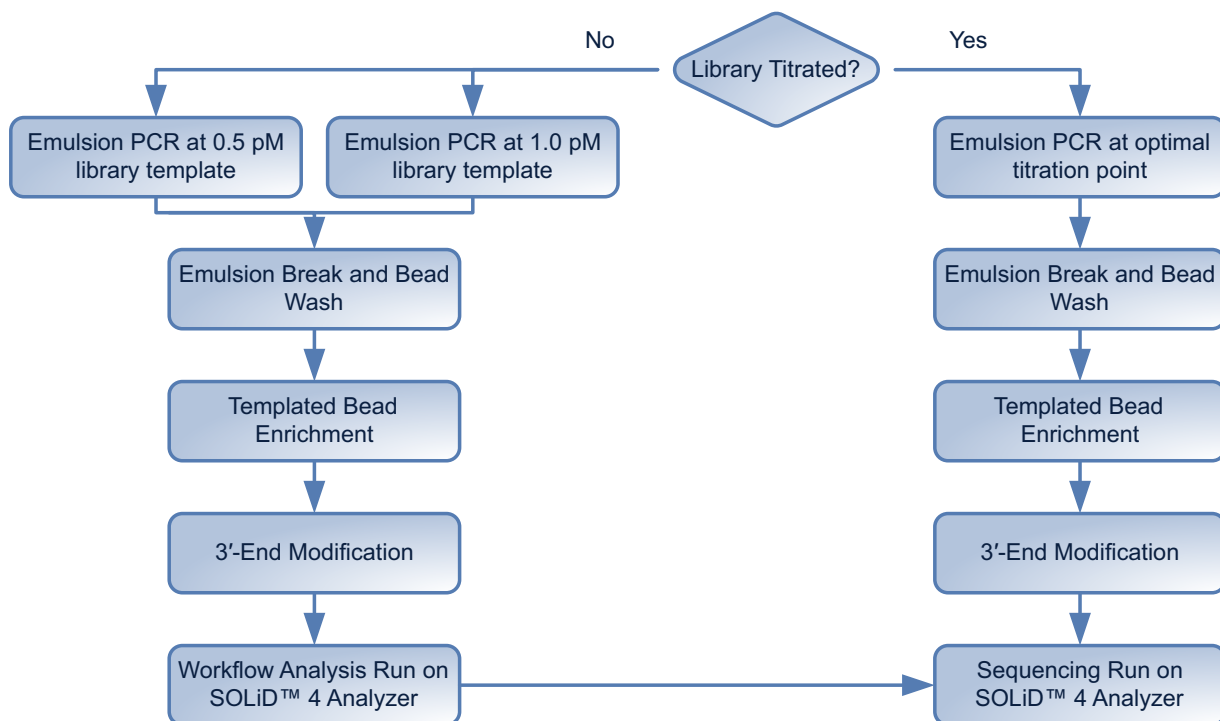 No
Library Titrated?
Yes
Emulsion PCR at 0.5 pM
library template
Emulsion PCR at 1.0 pM
library template
Emulsion PCR at optimal
titration point
Emulsion Break and Bead
Wash
Emulsion Break and Bead
Wash
Templated Bead
Enrichment
Templated Bead
Enrichment
3′-End Modification
3′-End Modification
Workflow Analysis Run on
SOLiD™ 4 Analyzer
Sequencing Run on
SOLiD™ 4 Analyzer